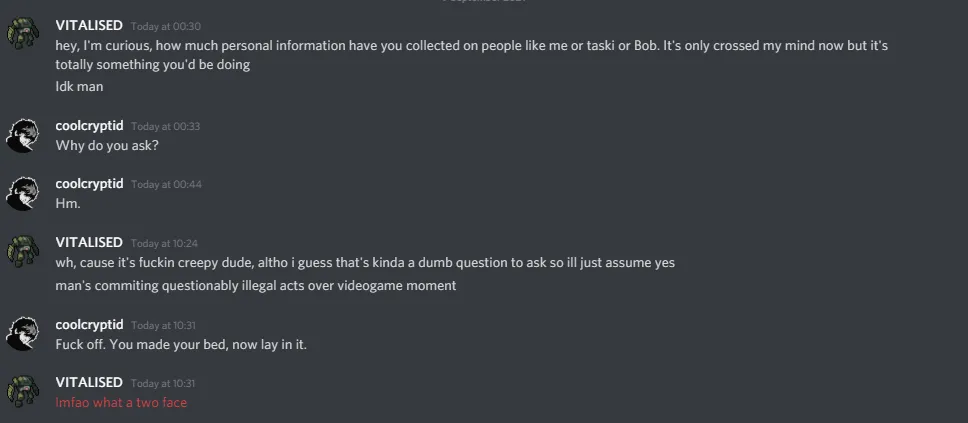 VITALISED Today at 00:30
hey, I'm curious, how much personal information have you collected on people like me or taski or Bob. It's only crossed my mind now but it's
totally something you'd be doing
Idk man
coolcryptid Today at 00:33
Why do you ask?
coolcryptid Today at 00:44
Hm.
VITALISED Today at 10:24
wh, cause it's fuckin creepy dude, altho i guess that's kinda a dumb question to ask so ill just assume yes
man's commiting questionably illegal acts over videogame moment
coolcryptid Today at 10:31
Fuck off. You made your bed, now lay in it.
VITALISED Today at 10:31
lmfao what a two face